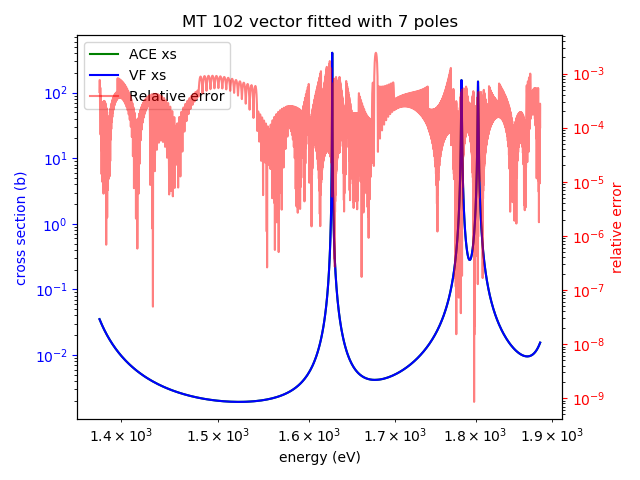 MT 102 vector fitted with 7 poles
ACE xs
VF xs
Relative error
10²
10¹
10⁰
10⁻¹
10⁻²
cross section (b)
10⁻³
10⁻⁴
10⁻⁵
10⁻⁶
10⁻⁷
10⁻⁸
10⁻⁹
relative error
1.4 × 10³ 1.5 × 10³ 1.6 × 10³ 1.7 × 10³ 1.8 × 10³ 1.9 × 10³
energy (eV)